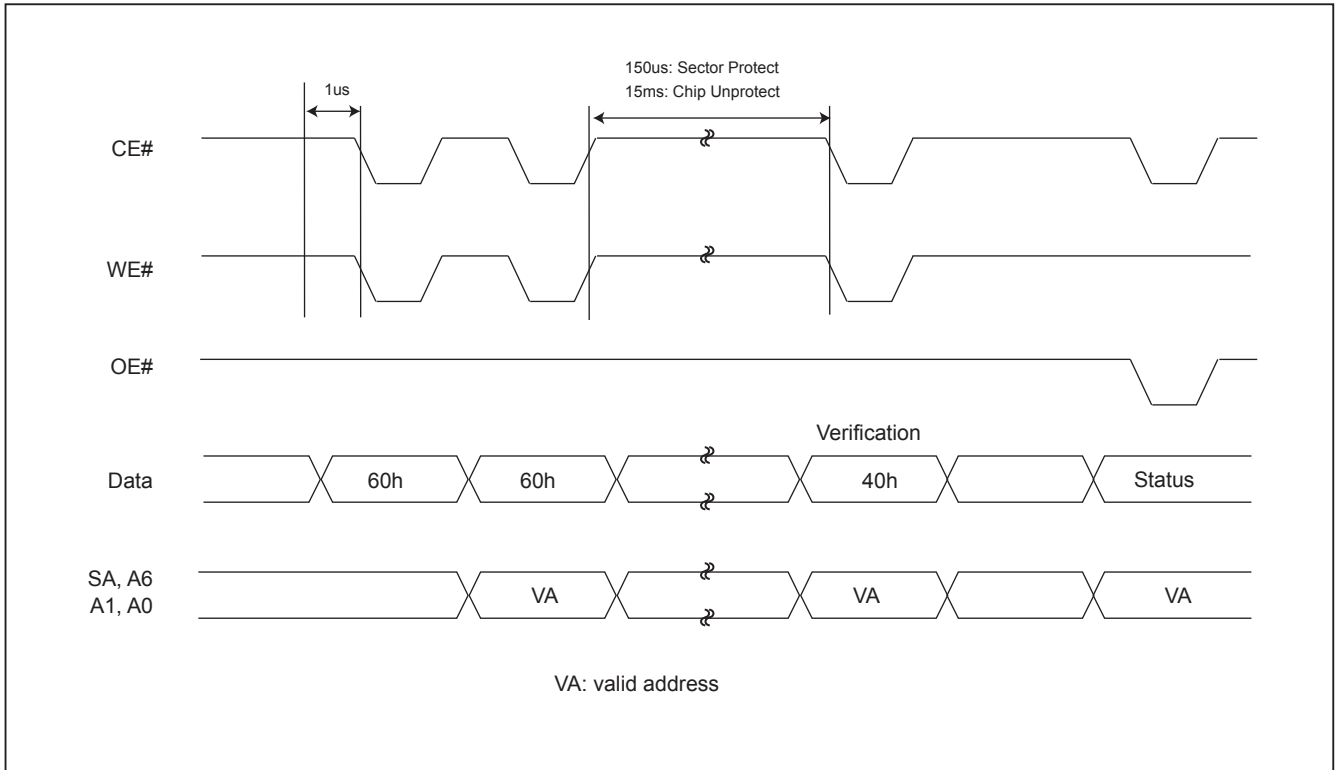 150us: Sector Protect
1us
15ms: Chip Unprotect
CE#
WE#
OE#
Verification
Data
60h
60h
40h
Status
SA, A6
A1, A0
VA
VA
VA
VA: valid address